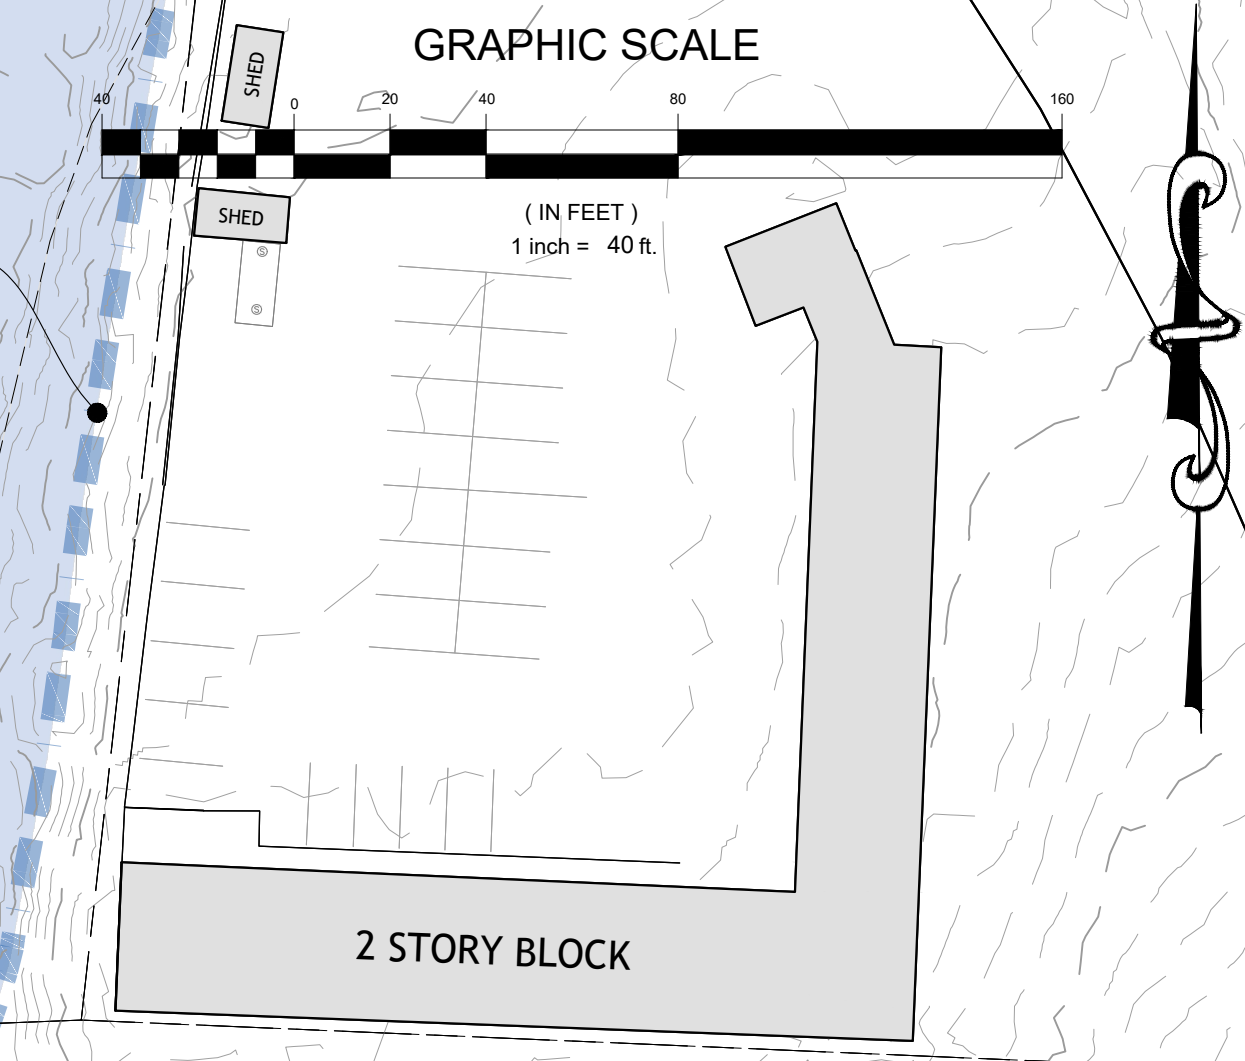 GRAPHIC SCALE
SHED
40 0 20 40 80 160
SHED
( IN FEET )
1 inch = 40 ft.
S
S
2 STORY BLOCK